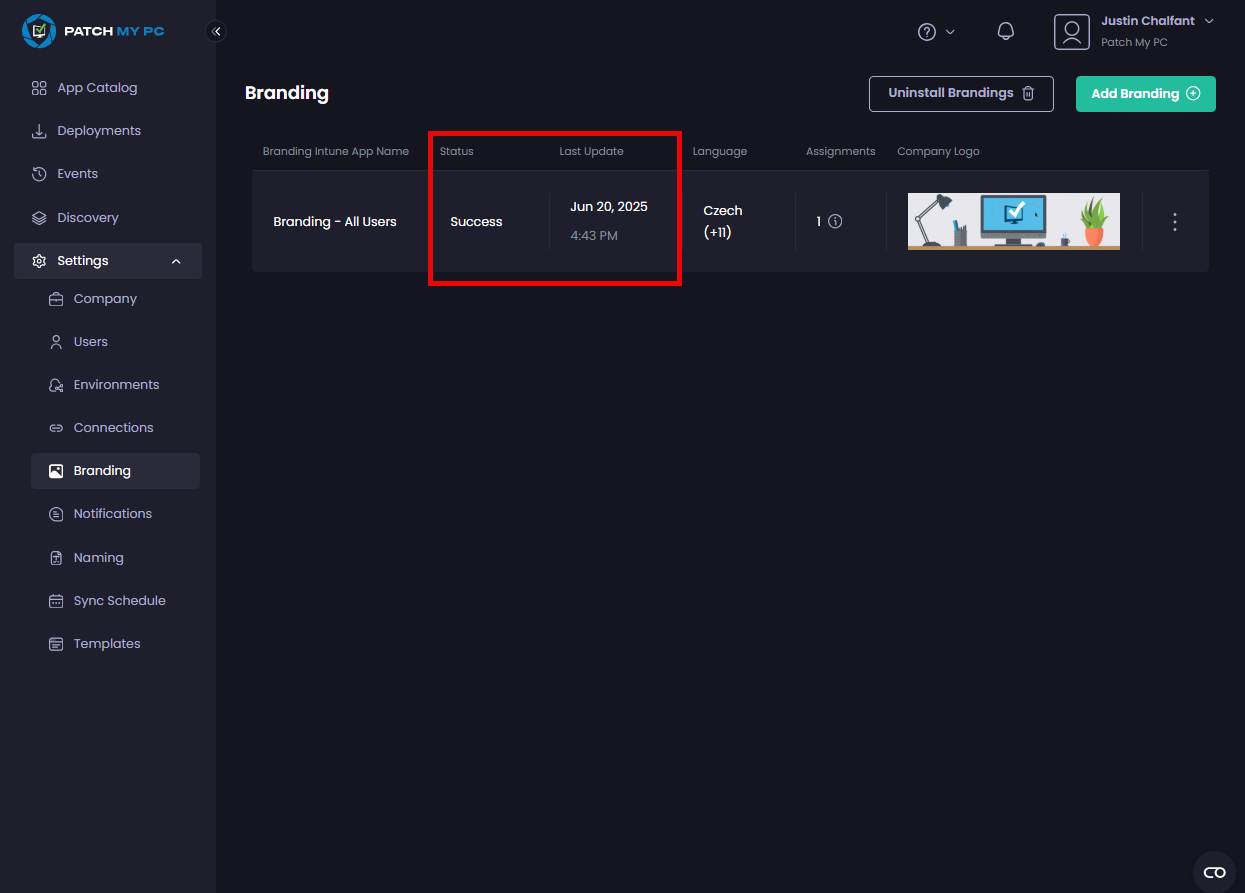 PATCH MY PC
Justin Chalfant
Patch My PC
App Catalog
Deployments
Events
Discovery
Settings
Company
Users
Environments
Connections
Branding
Notifications
Naming
Sync Schedule
Templates
Branding
Uninstall Brandings
Add Branding
Branding Intune App Name Status Last Update Language Assignments Company Logo
Branding - All Users Success Jun 20, 2025 4:43 PM Czech (+11) 1